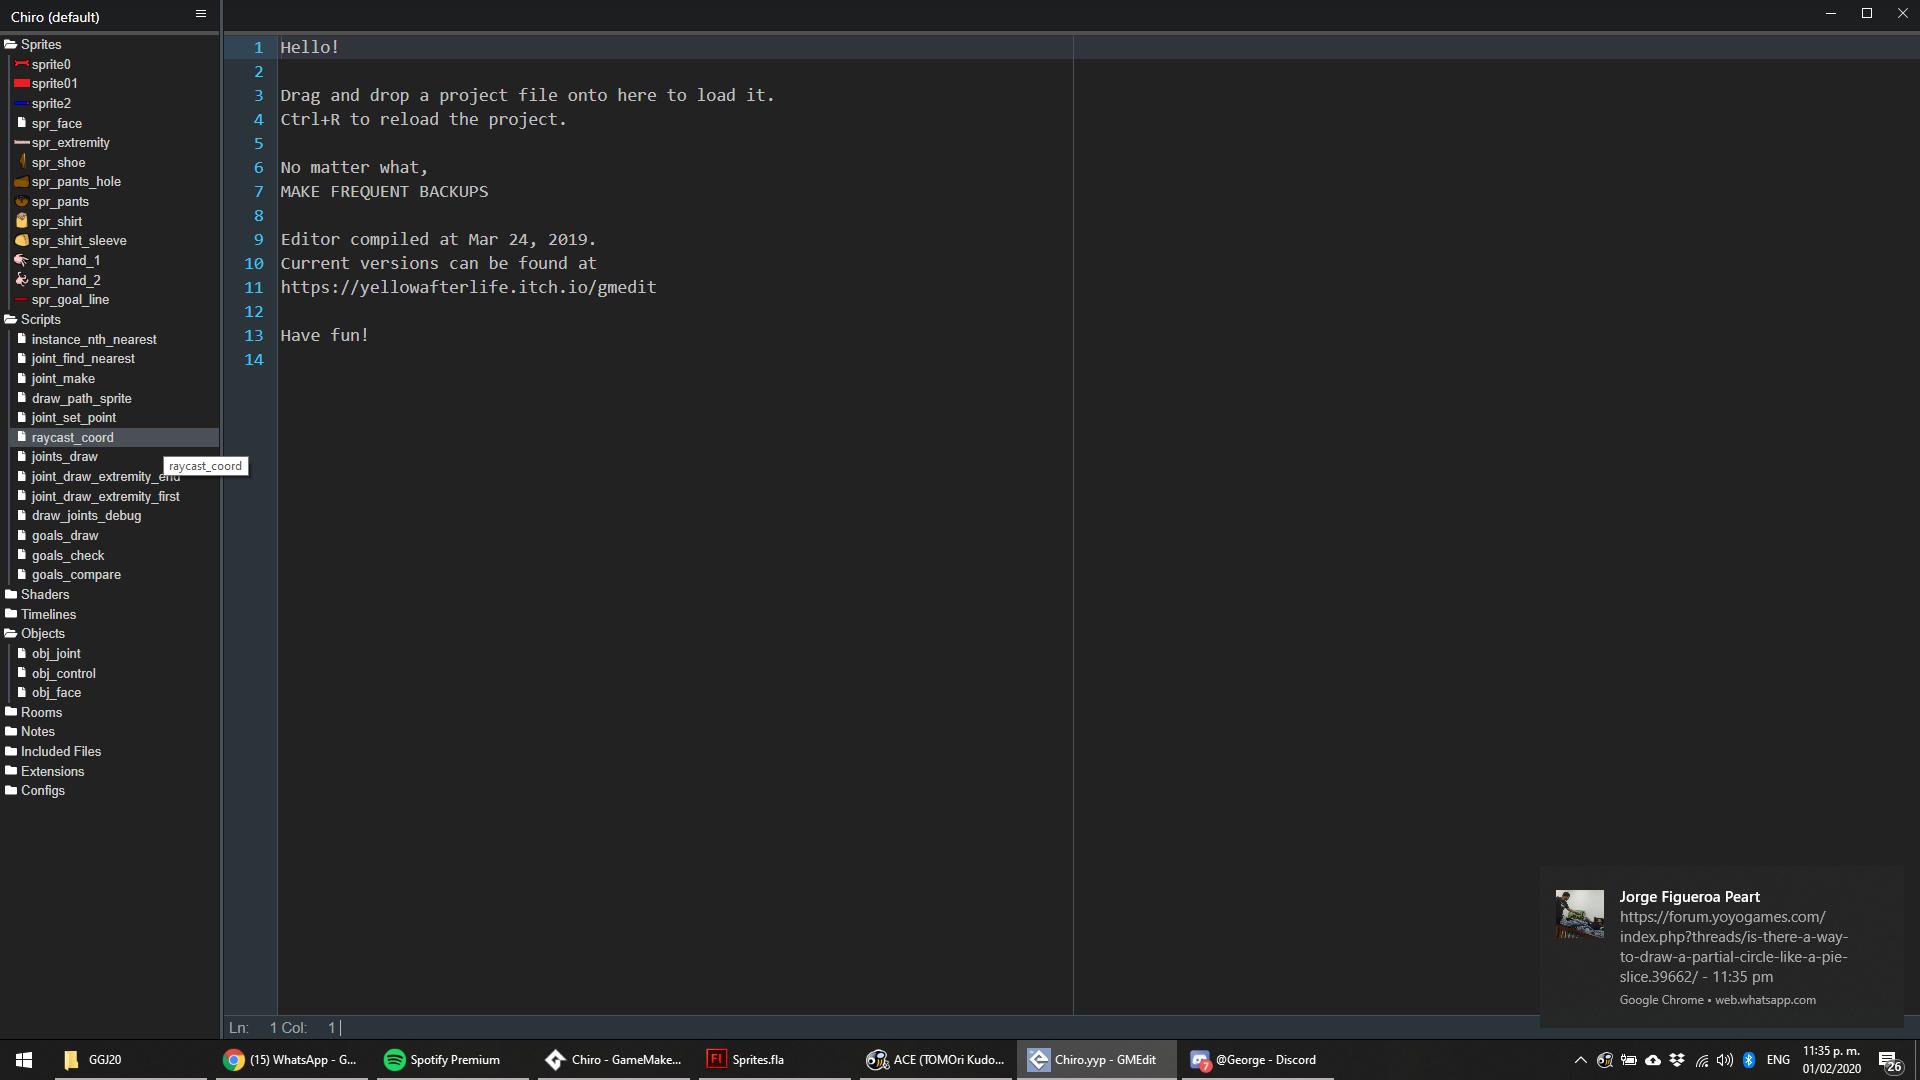 Chiro (default)
Sprites
sprite0
sprite01
sprite2
spr_face
spr_extremity
spr_shoe
spr_pants_hole
spr_pants
spr_shirt
spr_shirt_sleeve
spr_hand_1
spr_hand_2
spr_goal_line
Scripts
instance_nth_nearest
joint_find_nearest
joint_make
draw_path_sprite
joint_set_point
raycast_coord
joints_draw
raycast_coord
joint_draw_extremity_end
joint_draw_extremity_first
draw_joints_debug
goals_draw
goals_check
goals_compare
Shaders
Timelines
Objects
obj_joint
obj_control
obj_face
Rooms
Notes
Included Files
Extensions
Configs
1 Hello!
2
3 Drag and drop a project file onto here to load it.
4 Ctrl+R to reload the project.
5
6 No matter what,
7 MAKE FREQUENT BACKUPS
8
9 Editor compiled at Mar 24, 2019.
10 Current versions can be found at
11 https://yellowafterlife.itch.io/gmedit
12
13 Have fun!
14
Jorge Figueroa Peart
https://forum.yoyogames.com/
index.php?threads/is-there-a-way-
to-draw-a-partial-circle-like-a-pie-
slice.39662/ - 11:35 pm
Google Chrome • web.whatsapp.com
Ln: 1 Col: 1
GGJ20
(15) WhatsApp - G...
Spotify Premium
Chiro - GameMake...
Fl
Sprites.fla
ACE (TOMOri Kudo...
Chiro.yyp - GMEdit
7
@George - Discord
ENG
11:35 p. m.
01/02/2020
26